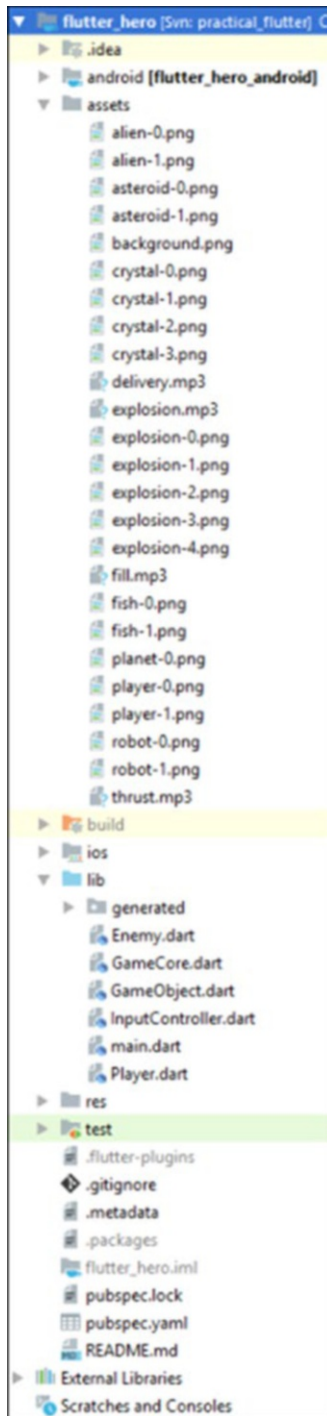 flutter_hero [Svn: practical_flutter]
.idea
android [flutter_hero_android]
assets
alien-0.png
alien-1.png
asteroid-0.png
asteroid-1.png
background.png
crystal-0.png
crystal-1.png
crystal-2.png
crystal-3.png
delivery.mp3
explosion.mp3
explosion-0.png
explosion-1.png
explosion-2.png
explosion-3.png
explosion-4.png
fill.mp3
fish-0.png
fish-1.png
planet-0.png
player-0.png
player-1.png
robot-0.png
robot-1.png
thrust.mp3
build
ios
lib
generated
Enemy.dart
GameCore.dart
GameObject.dart
InputController.dart
main.dart
Player.dart
res
test
.flutter-plugins
.gitignore
.metadata
.packages
flutter_hero.iml
pubspec.lock
pubspec.yaml
README.md
External Libraries
Scratches and Consoles